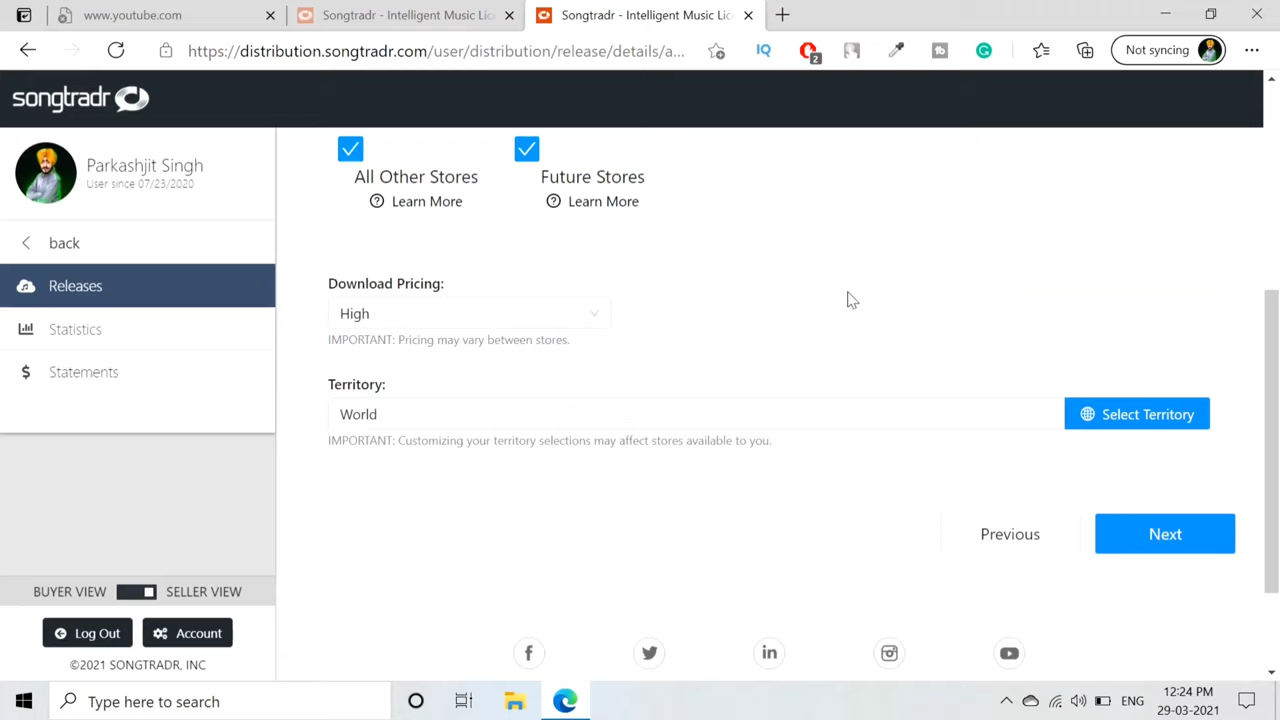 www.youtube.com
Songtradr - Intelligent Music Lic
Songtradr - Intelligent Music Lic
https://distribution.songtradr.com/user/distribution/release/details/a...
IQ
2
tb
Not syncing
songtradr
Parkashjit Singh
User since 07/23/2020
back
Releases
Statistics
Statements
All Other Stores
Future Stores
Learn More
Learn More
Download Pricing:
High
IMPORTANT: Pricing may vary between stores.
Territory:
World
Select Territory
IMPORTANT: Customizing your territory selections may affect stores available to you.
Previous
Next
BUYER VIEW
SELLER VIEW
Log Out
Account
©2021 SONGTRADR, INC
Type here to search
ENG
12:24 PM
29-03-2021